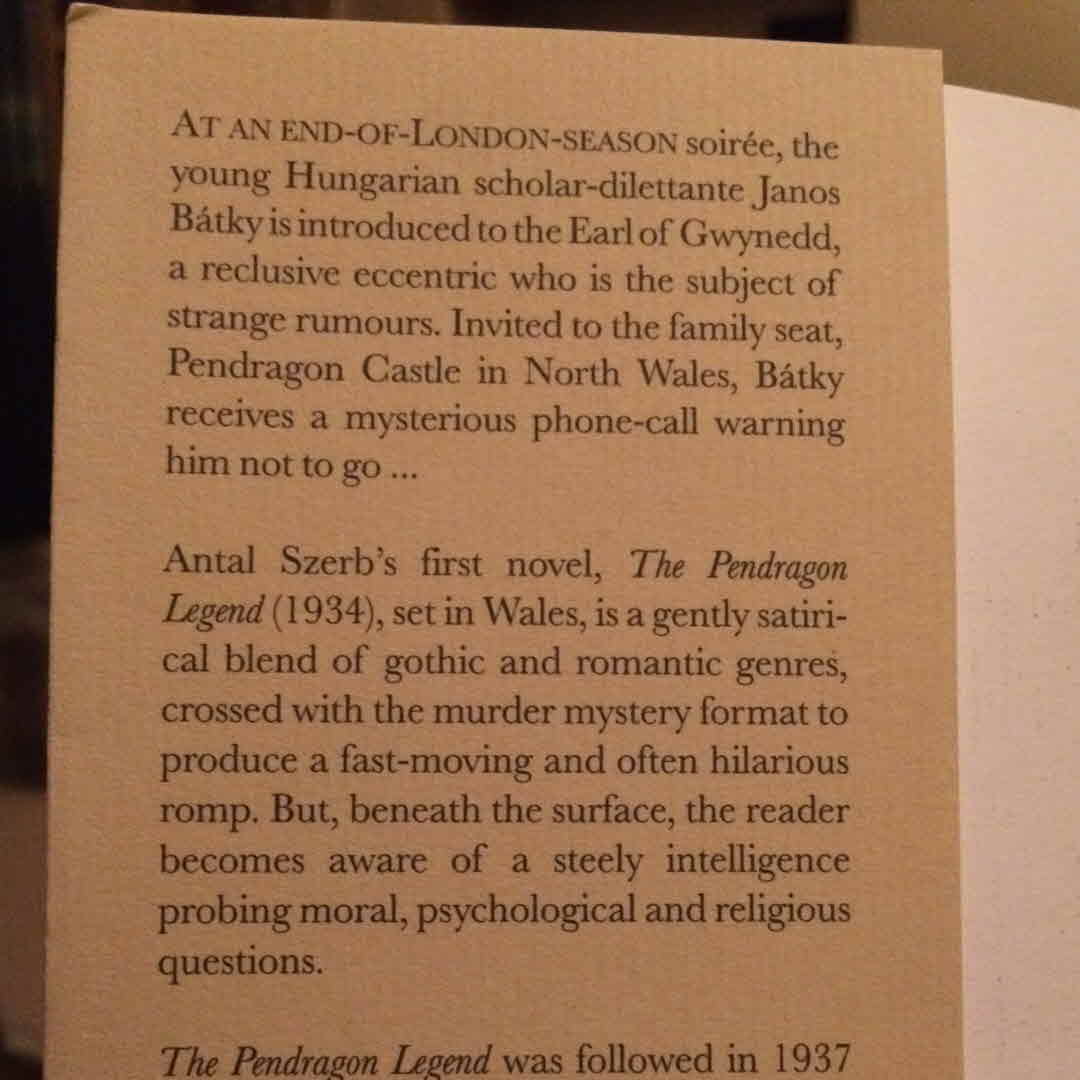 AT AN END-OF-LONDON-SEASON soirée, the
young Hungarian scholar-dilettante Janos
Bátky is introduced to the Earl of Gwynedd,
a reclusive eccentric who is the subject of
strange rumours. Invited to the family seat,
Pendragon Castle in North Wales, Bátky
receives a mysterious phone-call warning
him not to go ...
Antal Szerb's first novel, The Pendragon
Legend (1934), set in Wales, is a gently satiri-
cal blend of gothic and romantic genres,
crossed with the murder mystery format to
produce a fast-moving and often hilarious
romp. But, beneath the surface, the reader
becomes aware of a steely intelligence
probing moral, psychological and religious
questions.
The Pendragon Legend was followed in 1937